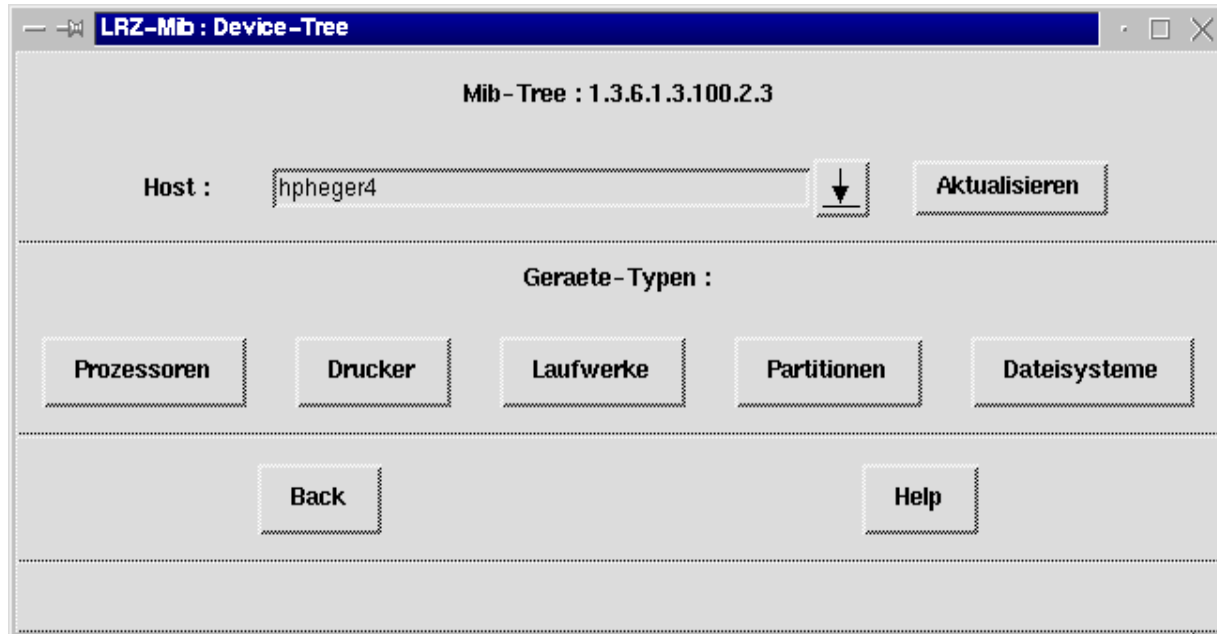 LRZ-Mib : Device-Tree
Mib-Tree : 1.3.6.1.3.100.2.3
Host : hpheger4 Aktualisieren
Geraete-Typen :
Prozessoren Drucker Laufwerke Partitionen Dateisysteme
Back Help